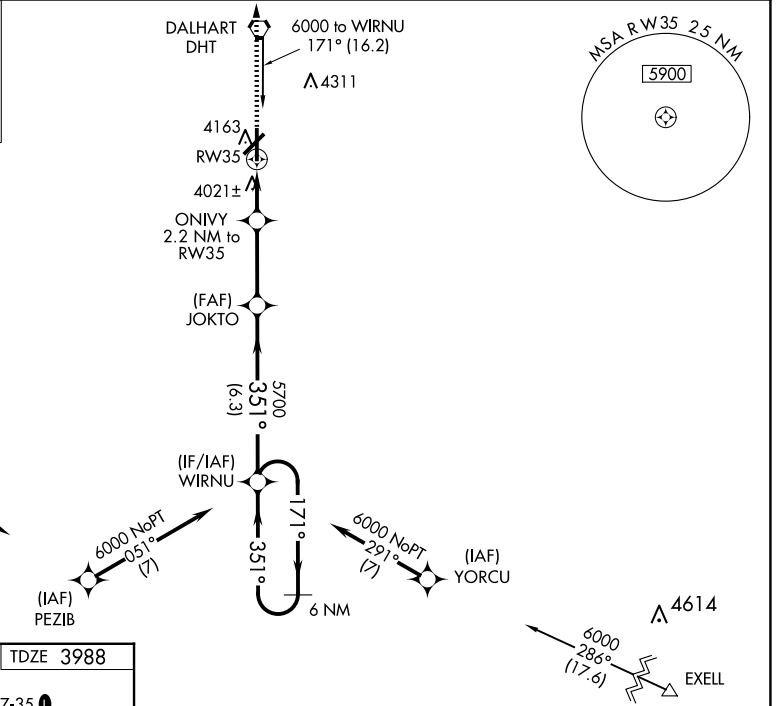 DALHART
DHT
6000 to WIRNU
171° (16.2)
4311
MSA RW35 25 NM
5900
4163
RW35
4021±
ONIVY
2.2 NM to
RW35
(FAF)
JOKTO
5700
351°
(6.3)
(IF/IAF)
WIRNU
171°
351°
6 NM
6000 NoPT
051°
(7)
(IAF)
PEZIB
6000 NoPT
291°
(7)
(IAF)
YORCU
4614
6000
286°
(17.6)
EXELL
TDZE 3988
7-35 L